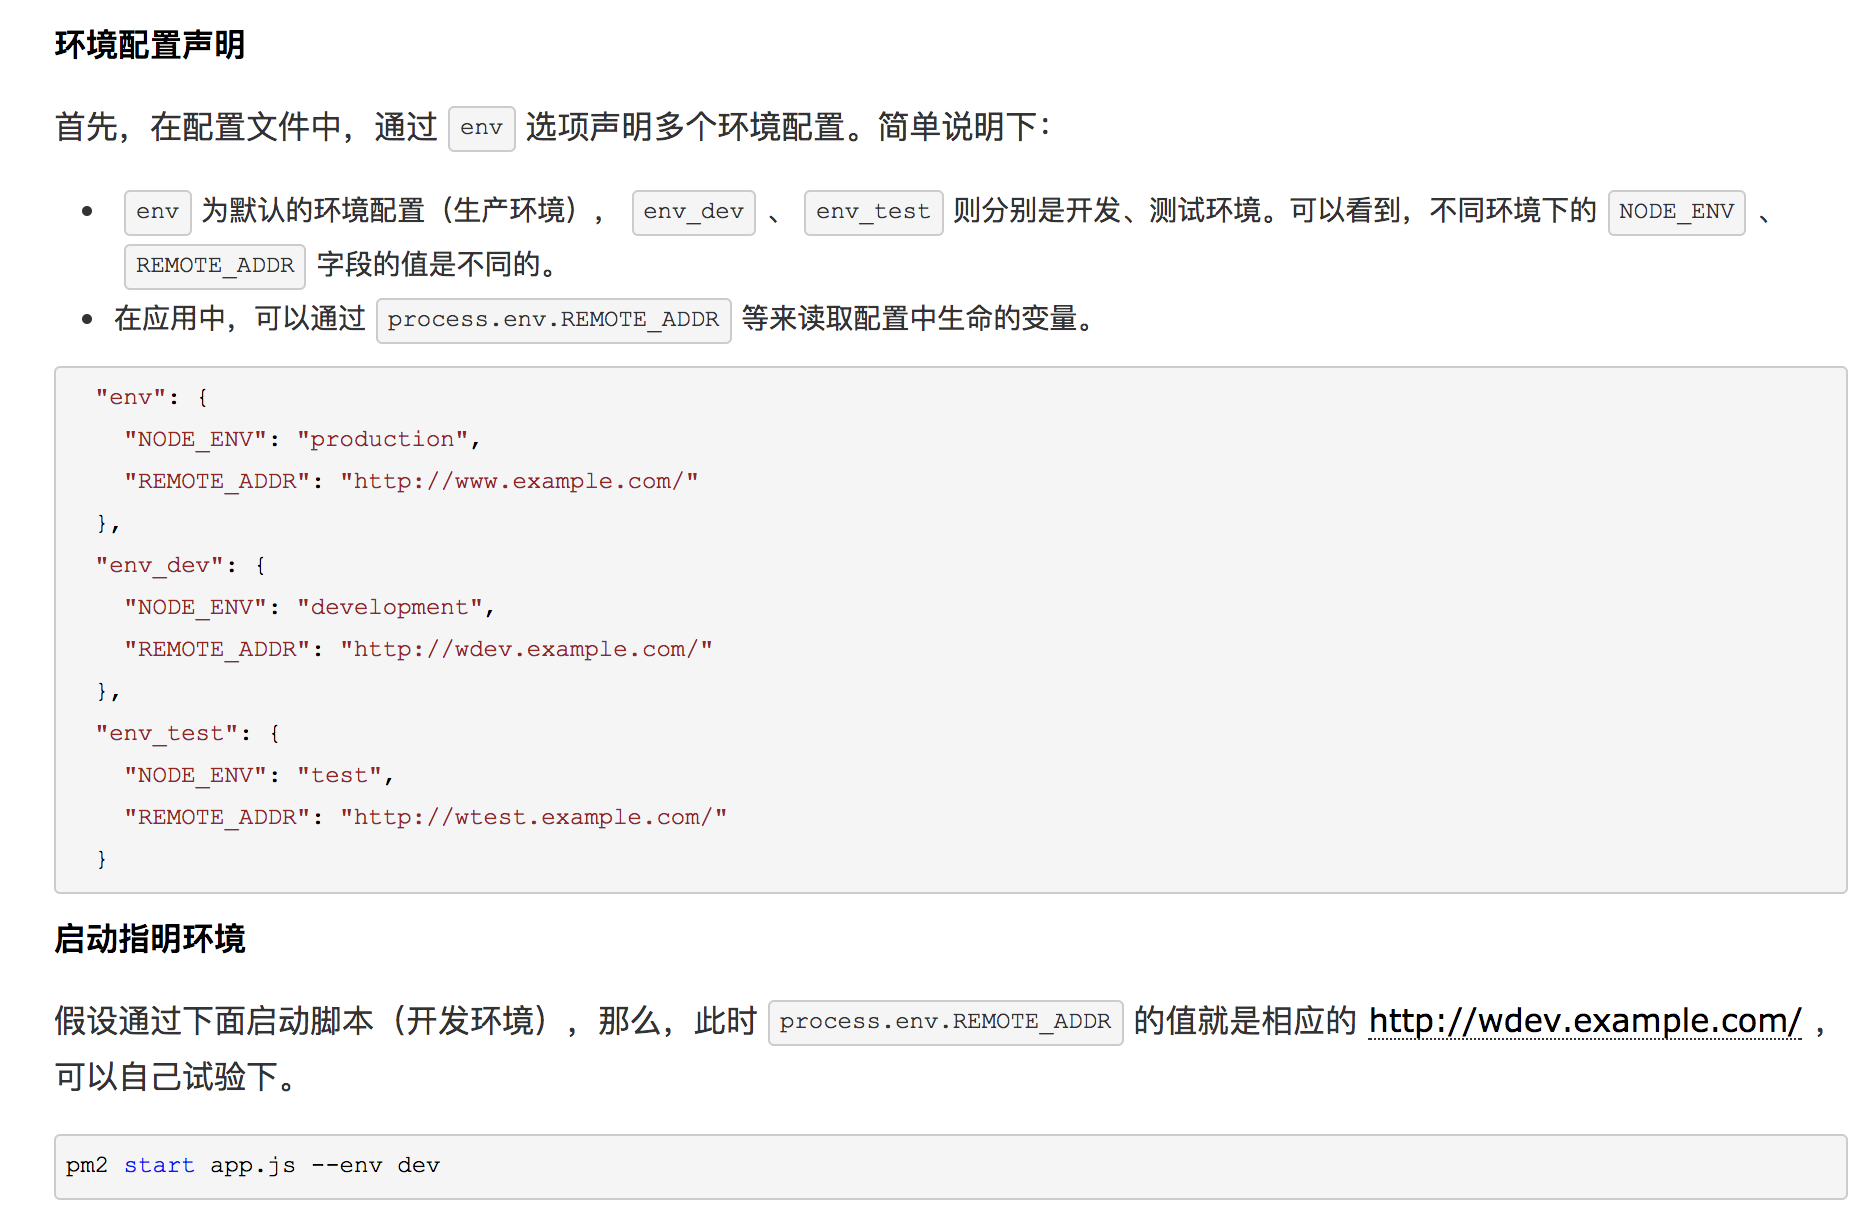 环境配置声明
首先，在配置文件中，通过 env 选项声明多个环境配置。简单说明下：
• env 为默认的环境配置（生产环境）， env_dev 、 env_test 则分别是开发、测试环境。可以看到，不同环境下的 NODE_ENV 、
REMOTE_ADDR 字段的值是不同的。
• 在应用中，可以通过 process.env.REMOTE_ADDR 等来读取配置中生命的变量。
"env": {
"NODE_ENV": "production",
"REMOTE_ADDR": "http://www.example.com/"
},
"env_dev": {
"NODE_ENV": "development",
"REMOTE_ADDR": "http://wdev.example.com/"
},
"env_test": {
"NODE_ENV": "test",
"REMOTE_ADDR": "http://wtest.example.com/"
}
启动指明环境
假设通过下面启动脚本（开发环境），那么，此时 process.env.REMOTE_ADDR 的值就是相应的 http://wdev.example.com/ ，
可以自己试验下。
pm2 start app.js --env dev